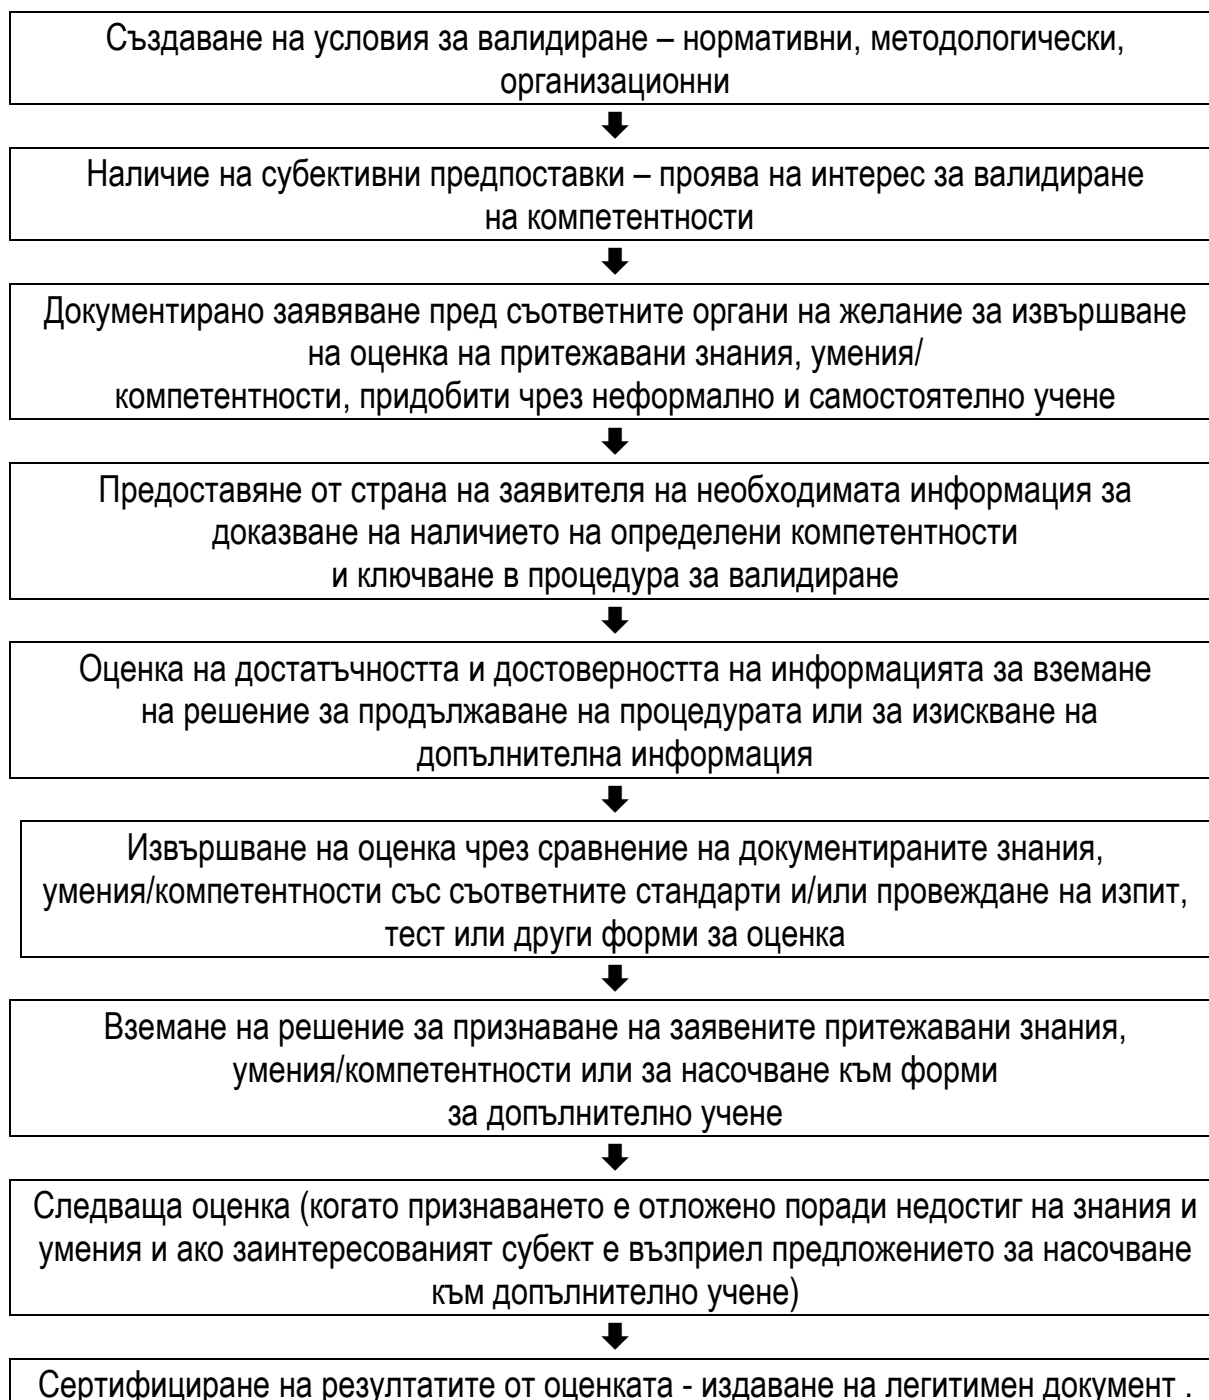 Създаване на условия за валидиране – нормативни, методологически,
организационни
Наличие на субективни предпоставки – проява на интерес за валидиране
на компетентности
Документирано заявяване пред съответните органи на желание за извършване
на оценка на притежавани знания, умения/
компетентности, придобити чрез неформално и самостоятелно учене
Предоставяне от страна на заявителя на необходимата информация за
доказване на наличието на определени компетентности
и ключване в процедура за валидиране
Оценка на достатъчността и достоверността на информацията за вземане
на решение за продължаване на процедурата или за изискване на
допълнителна информация
Извършване на оценка чрез сравнение на документираните знания,
умения/компетентности със съответните стандарти и/или провеждане на изпит,
тест или други форми за оценка
Вземане на решение за признаване на заявените притежавани знания,
умения/компетентности или за насочване към форми
за допълнително учене
Следваща оценка (когато признаването е отложено поради недостиг на знания и
умения и ако заинтересованият субект е възприел предложението за насочване
към допълнително учене)
Сертифициране на резултатите от оценката - издаване на легитимен документ .